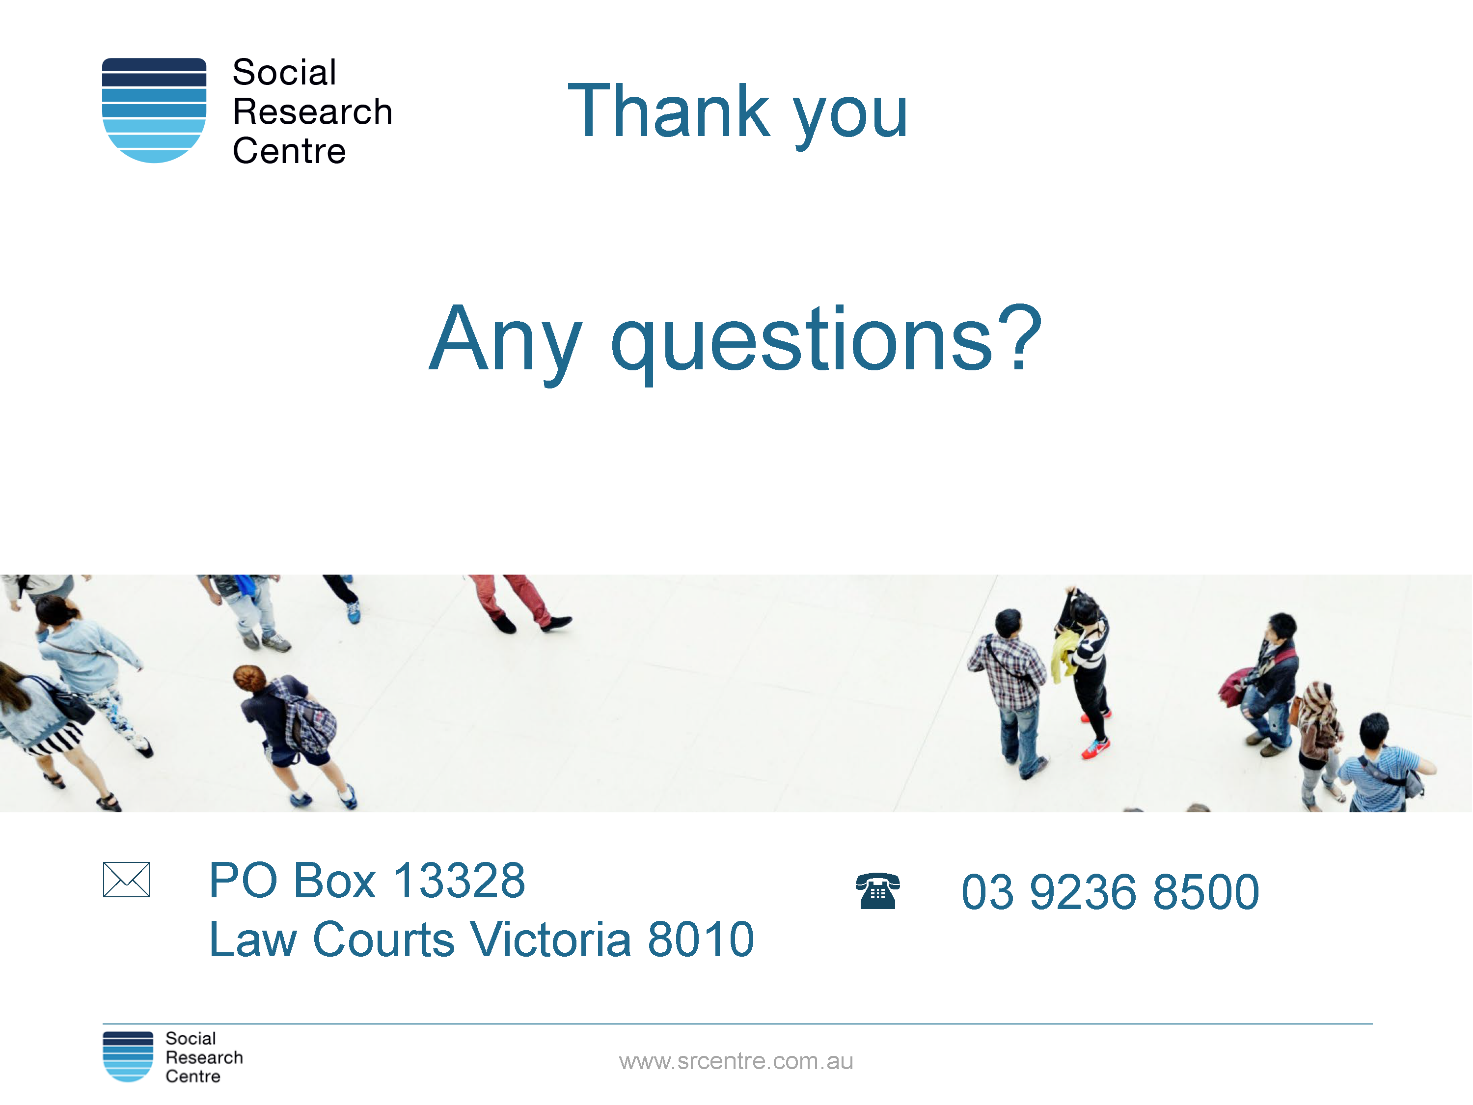 Social
Research
Centre
Thank you
Any questions?
PO Box 13328
Law Courts Victoria 8010
03 9236 8500
Social
Research
Centre
www.srcentre.com.au